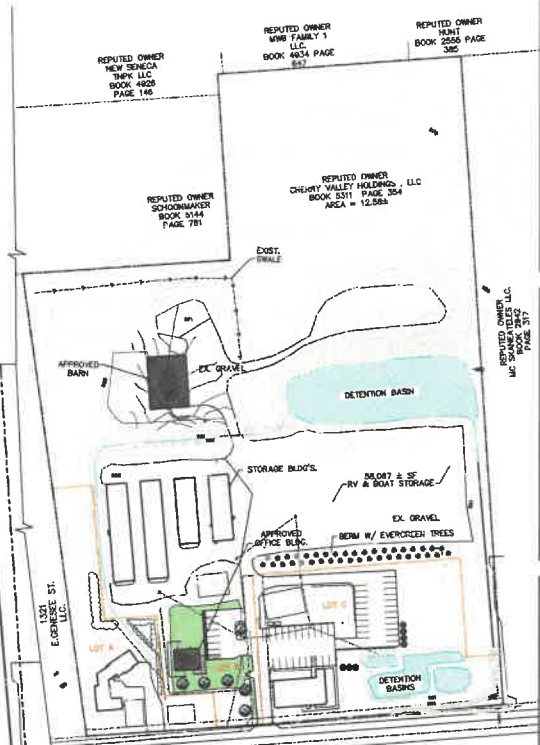 REPUTED OWNER
NEW SENECA
TNPK LLC
BOOK 4926
PAGE 146
REPUTED OWNER
MWB FAMILY 1
LLC.
BOOK 4934 PAGE
REPUTED OWNER
HUNT
BOOK 2556 PAGE
385
REPUTED OWNER
SCHOONMAKER
BOOK 5144
PAGE 781
REPUTED OWNER
CHERRY VALLEY HOLDINGS, LLC
BOOK 5311 PAGE 354
AREA = 12.58±
EXIST.
SWALE
REPUTED OWNER
MC SKANEATELES LLC.
BOOK 2942
PAGE 317
APPROVED
BARN
EX. GRAVEL
DETENTION BASIN
STORAGE BLDG'S.
58,087 ± SF
RV & BOAT STORAGE
EX. GRAVEL
APPROVED
OFFICE BLDG.
BERM W/ EVERGREEN TREES
1321
E.GENESEE ST.
LLC.
LOT A
LOT B
LOT C
DETENTION
BASINS